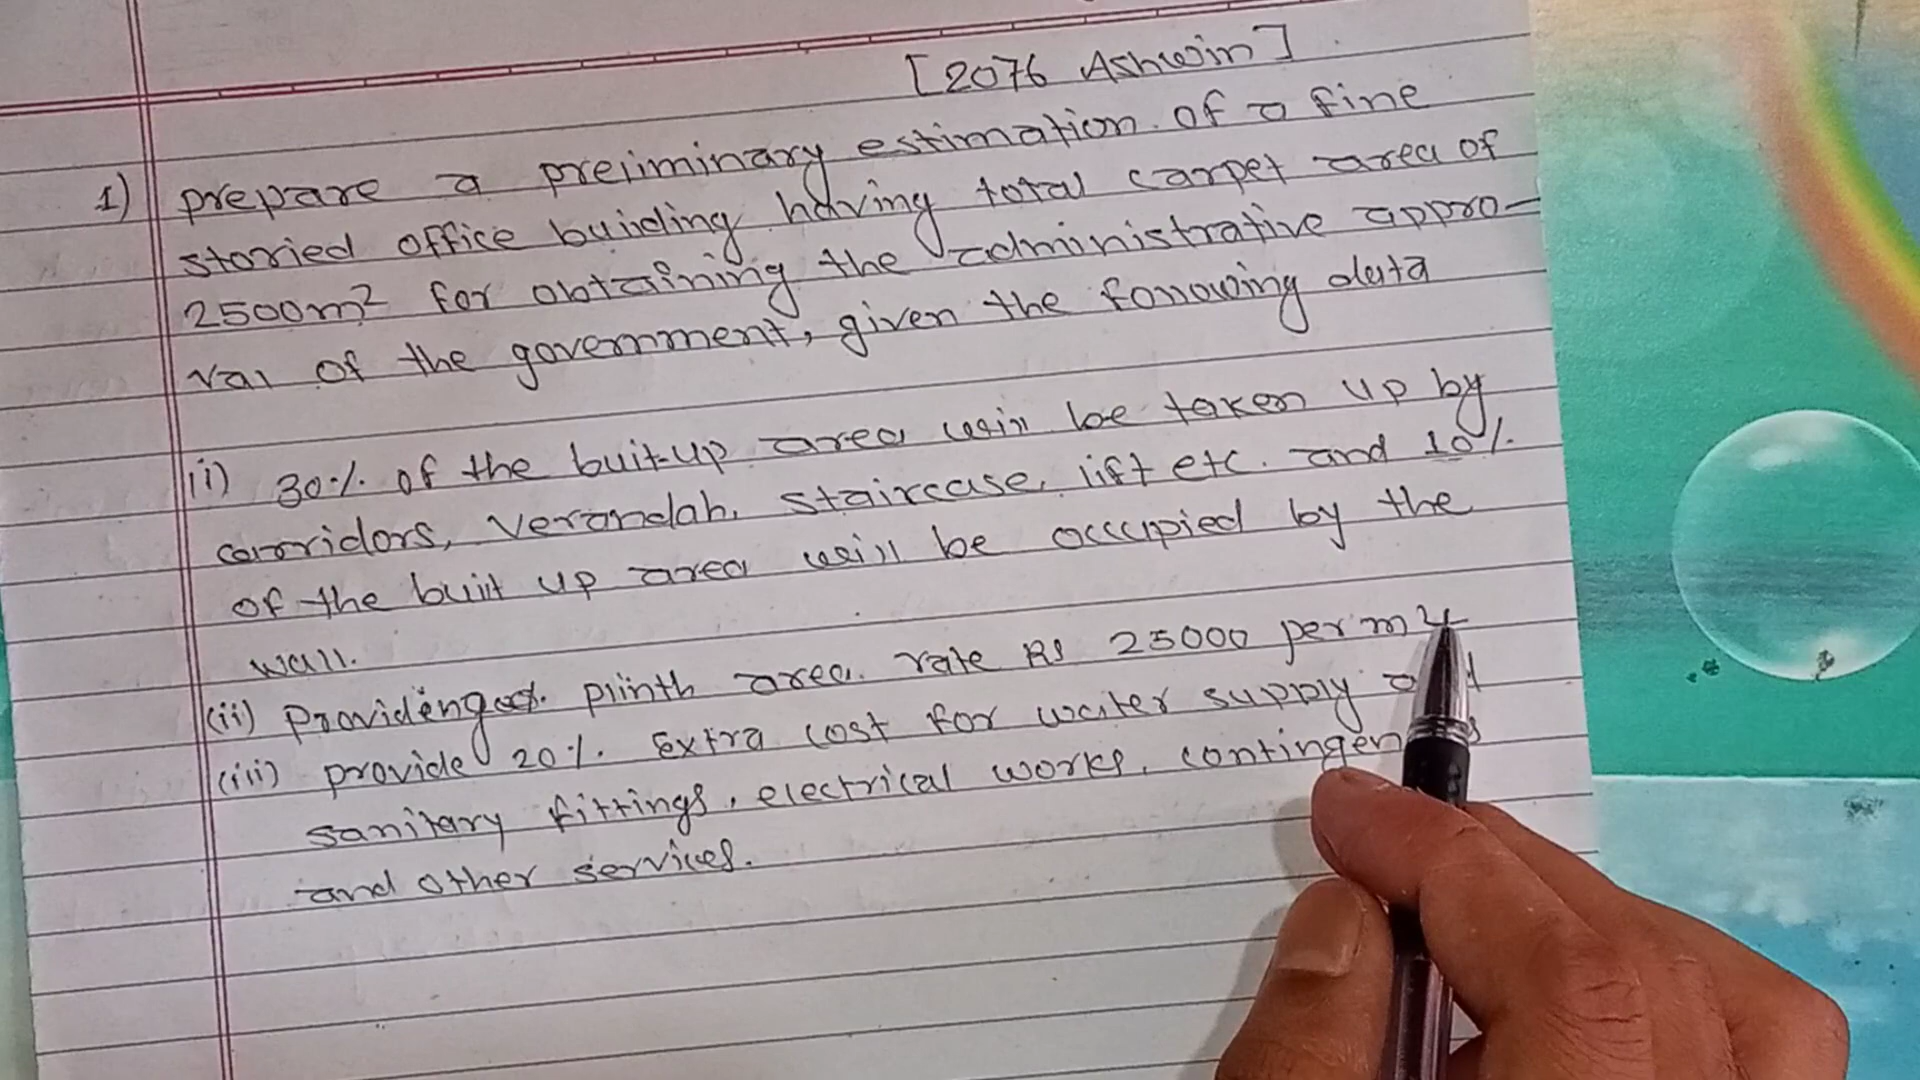 [2076 Ashwin]
1) prepare a preliminary estimation of a fine
storied office building having total carpet area of
2500m² for obtaining the administrative appro-
val of the government, given the following data
i) 30% of the built-up area will be taken up by
corridors, verandah, staircase, lift etc. and 10%
of the built up area will be occupied by the
wall.
(ii) Providing plinth area rate Rs 25000 per m²
(iii) provide 20% Extra cost for water supply
sanitary fittings, electrical works,
and other services.